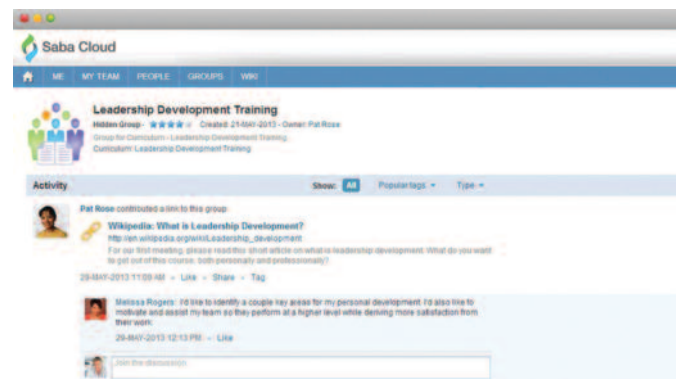 Saba Cloud
ME MY TEAM PEOPLE GROUPS WIKI
Leadership Development Training
Hidden Group - Created: 21-MAY-2013 - Owner: Pat Rose
Group for Curriculum - Leadership Development Training.
Curriculum: Leadership Development Training
Activity Show: All Popular tags Type
Pat Rose contributed a link to this group
Wikipedia: What is Leadership Development?
http://en.wikipedia.org/wiki/Leadership_development
For our first meeting, please read this short article on what is leadership development. What do you want
to get out of this course, both personally and professionally?
29-MAY-2013 11:09 AM - Like - Share - Tag
Melissa Rogers: I'd like to identify a couple key areas for my personal development. I'd also like to
motivate and assist my team so they perform at a higher level while deriving more satisfaction from
their work.
29-MAY-2013 12:13 PM - Like
Join the discussion